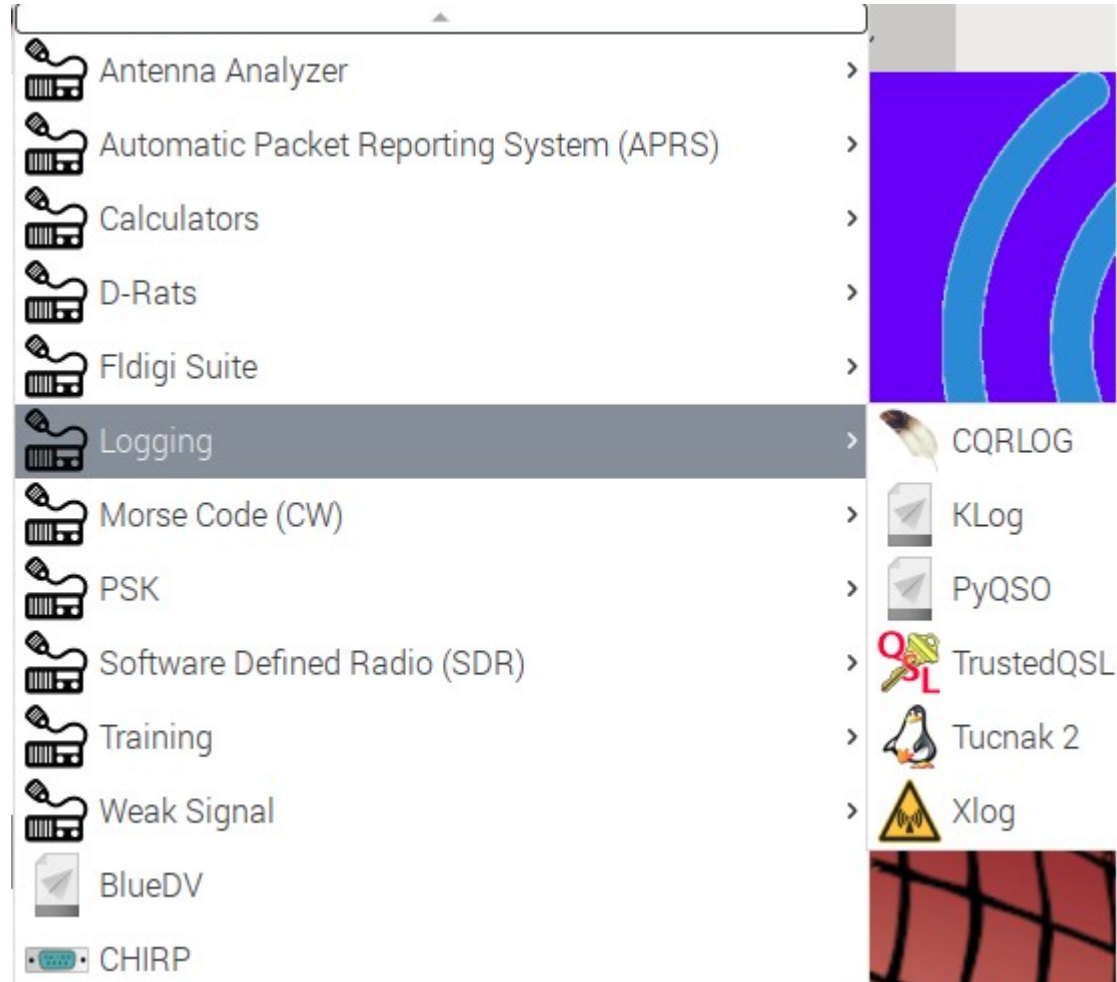 Antenna Analyzer
Automatic Packet Reporting System (APRS)
Calculators
D-Rats
Fldigi Suite
Logging
Morse Code (CW)
PSK
Software Defined Radio (SDR)
Training
Weak Signal
BlueDV
CHIRP
CQRLOG
KLog
PyQSO
QSL
TrustedQSL
Tucnak 2
Xlog